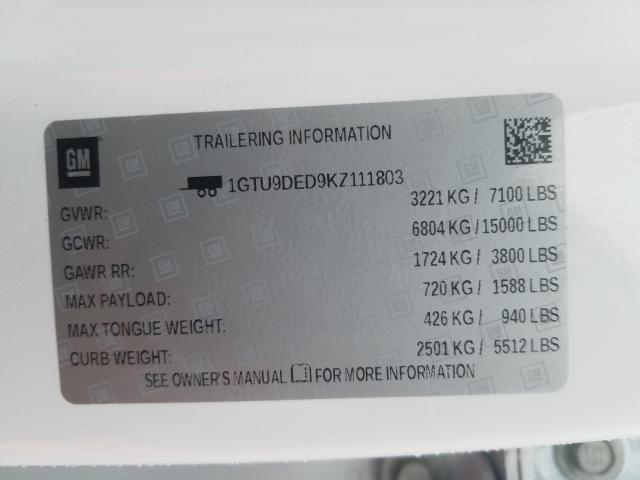 GM
TRAILERING INFORMATION
1GTU9DED9KZ111803
GVWR: 3221 KG / 7100 LBS
GCWR: 6804 KG / 15000 LBS
GAWR RR: 1724 KG / 3800 LBS
MAX PAYLOAD: 720 KG / 1588 LBS
MAX TONGUE WEIGHT: 426 KG / 940 LBS
CURB WEIGHT: 2501 KG / 5512 LBS
SEE OWNER'S MANUAL FOR MORE INFORMATION